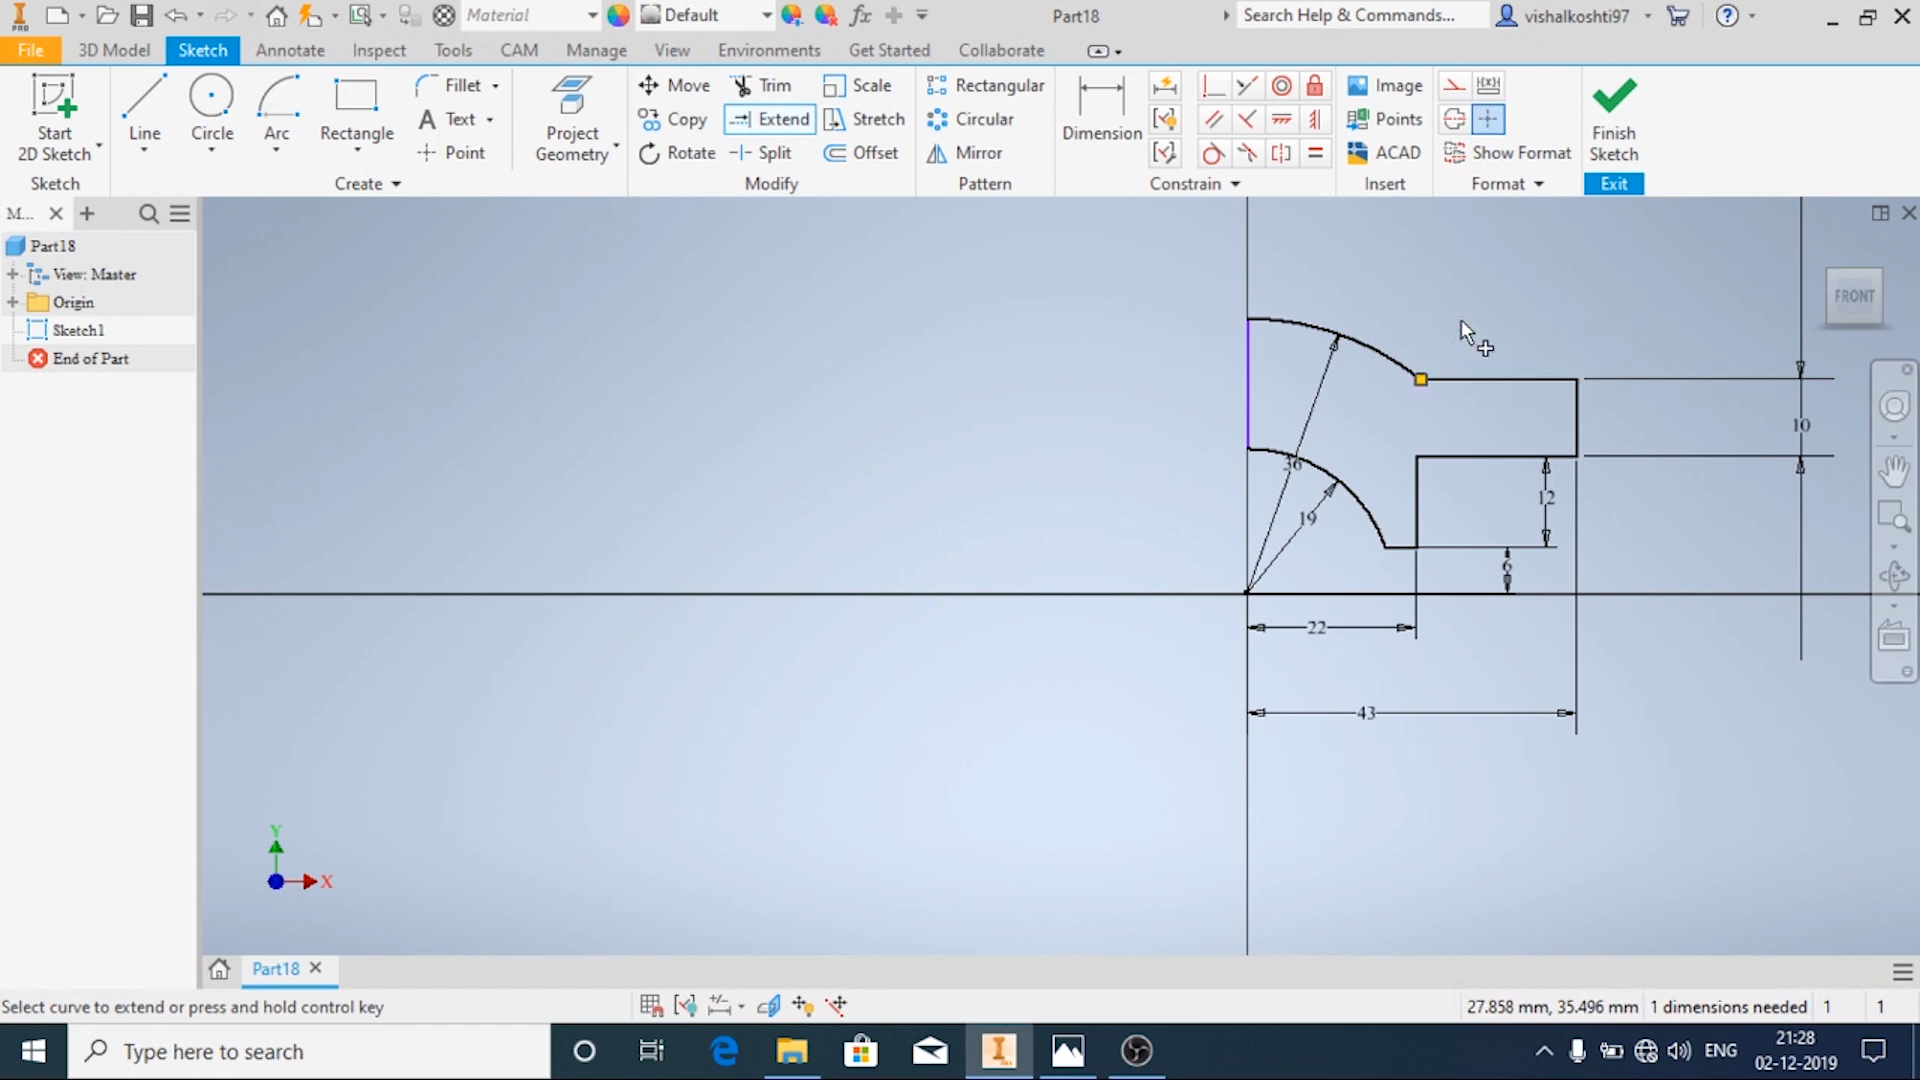 PRO
Material
Default
fx
Part18
Search Help & Commands...
vishalkoshti97
File
3D Model
Sketch
Annotate
Inspect
Tools
CAM
Manage
View
Environments
Get Started
Collaborate
Start
2D Sketch
Sketch
Line
Circle
Arc
Rectangle
Fillet
Text
Point
Create
Project
Geometry
Move
Copy
Rotate
Trim
Extend
Split
Scale
Stretch
Offset
Modify
Rectangular
Circular
Mirror
Pattern
Dimension
Constrain
Image
Points
ACAD
Insert
Show Format
Format
Finish
Sketch
Exit
M...
Part18
View: Master
Origin
Sketch1
End of Part
FRONT
10
36
12
19
6
22
43
Y
X
Part18
Select curve to extend or press and hold control key
27.858 mm, 35.496 mm
1 dimensions needed
1
1
Type here to search
ENG
21:28
02-12-2019